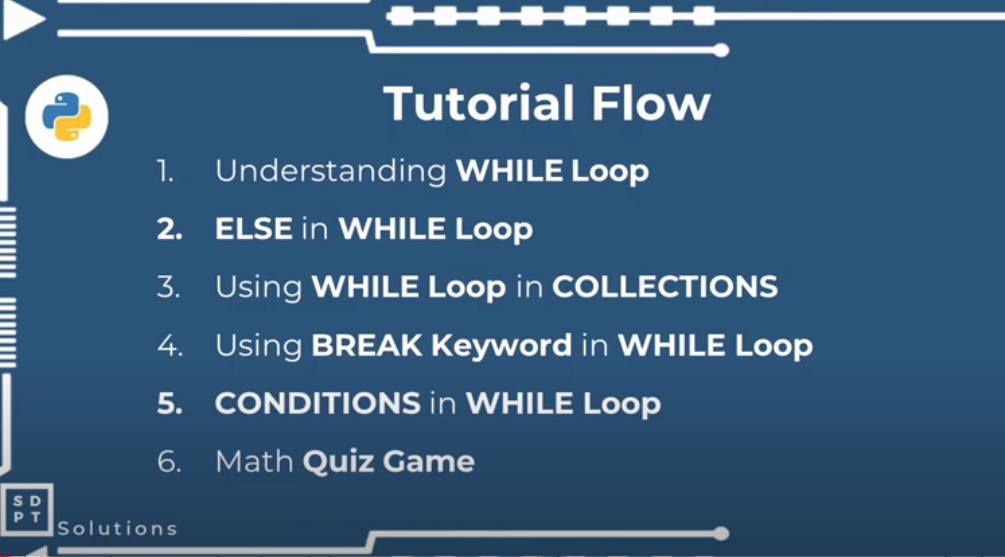 Tutorial Flow
1. Understanding WHILE Loop
2. ELSE in WHILE Loop
3. Using WHILE Loop in COLLECTIONS
4. Using BREAK Keyword in WHILE Loop
5. CONDITIONS in WHILE Loop
6. Math Quiz Game
S D
P T
Solutions